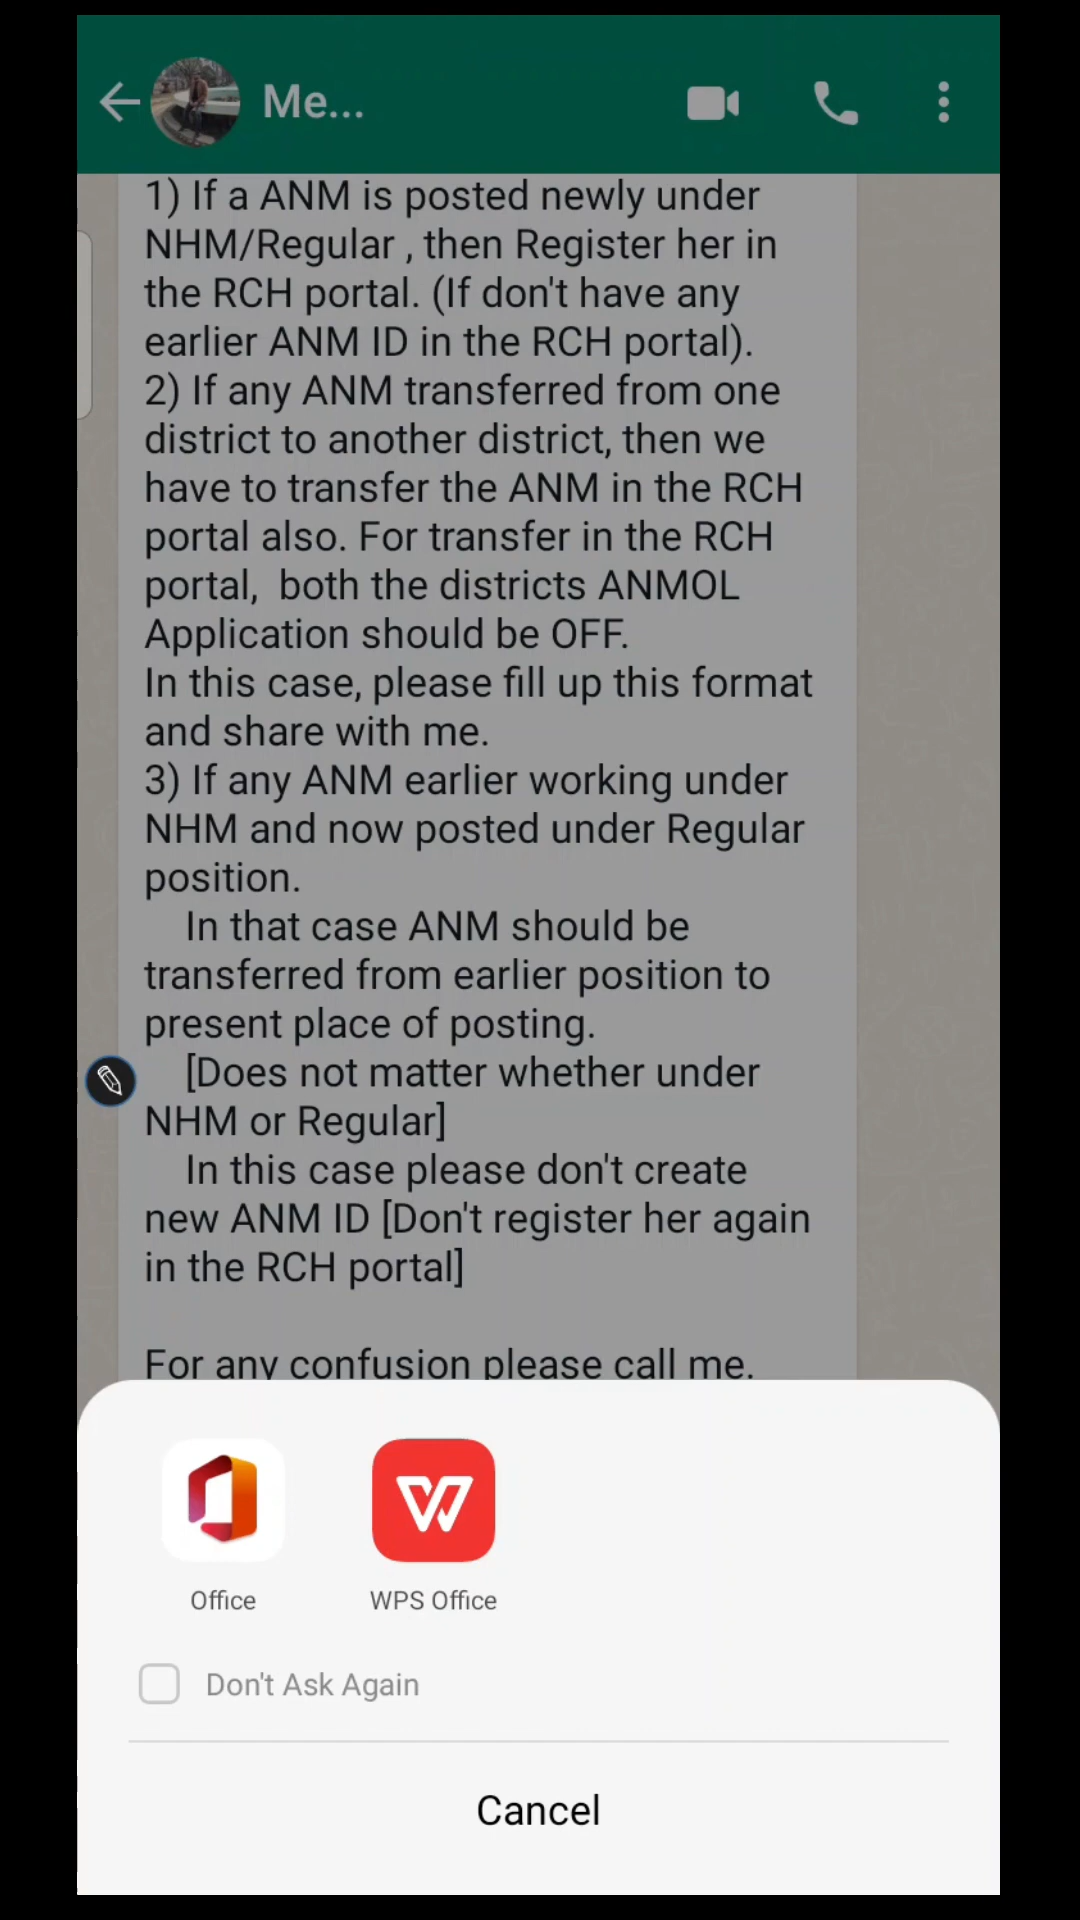 Me...
1) If a ANM is posted newly under
NHM/Regular , then Register her in
the RCH portal. (If don't have any
earlier ANM ID in the RCH portal).
2) If any ANM transferred from one
district to another district, then we
have to transfer the ANM in the RCH
portal also. For transfer in the RCH
portal,  both the districts ANMOL
Application should be OFF.
In this case, please fill up this format
and share with me.
3) If any ANM earlier working under
NHM and now posted under Regular
position.
In that case ANM should be
transferred from earlier position to
present place of posting.
[Does not matter whether under
NHM or Regular]
In this case please don't create
new ANM ID [Don't register her again
in the RCH portal]
For any confusion please call me.
Office
WPS Office
Don't Ask Again
Cancel